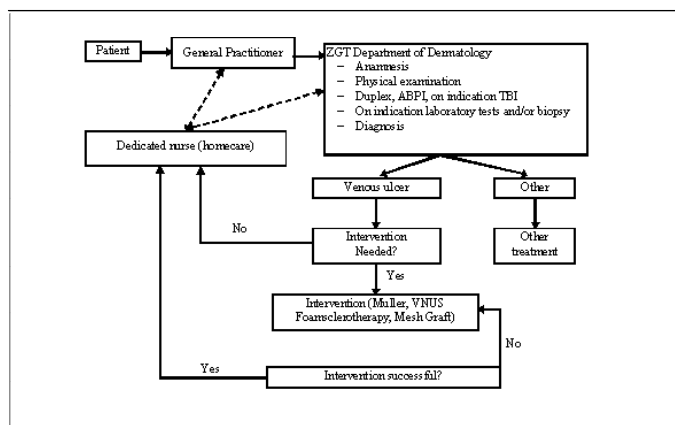 Patient
General Practitioner
ZGT Department of Dermatology
– Anamnesis
– Physical examination
– Duplex, ABPI, on indication TBI
– On indication laboratory tests and/or biopsy
– Diagnosis
Dedicated nurse (homecare)
Venous ulcer
Other
No
Intervention
Needed?
Other
treatment
Yes
Intervention (Muller, VNUS
Foamsclerotherapy, Mesh Graft)
No
Yes
Intervention successful?